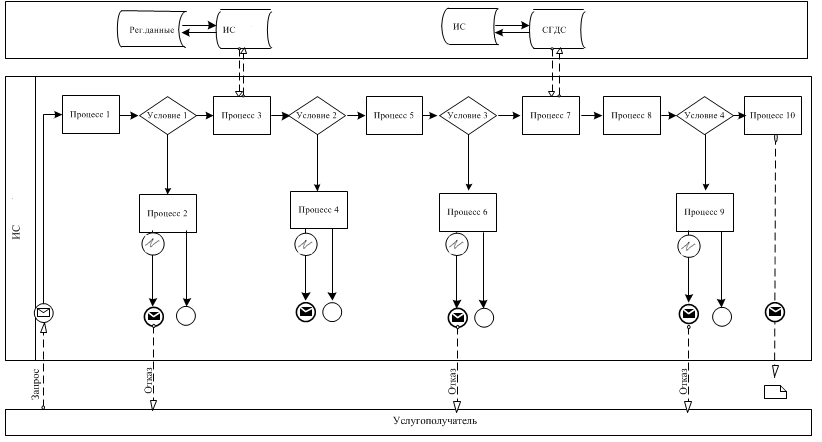 Рег.данные
ИС
ИС
СГДС
ИС
Процесс 1
Условие 1
Процесс 3
Условие 2
Процесс 5
Условие 3
Процесс 7
Процесс 8
Условие 4
Процесс 10
Процесс 2
Процесс 4
Процесс 6
Процесс 9
Запрос
Отказ
Отказ
Отказ
Услугополучатель